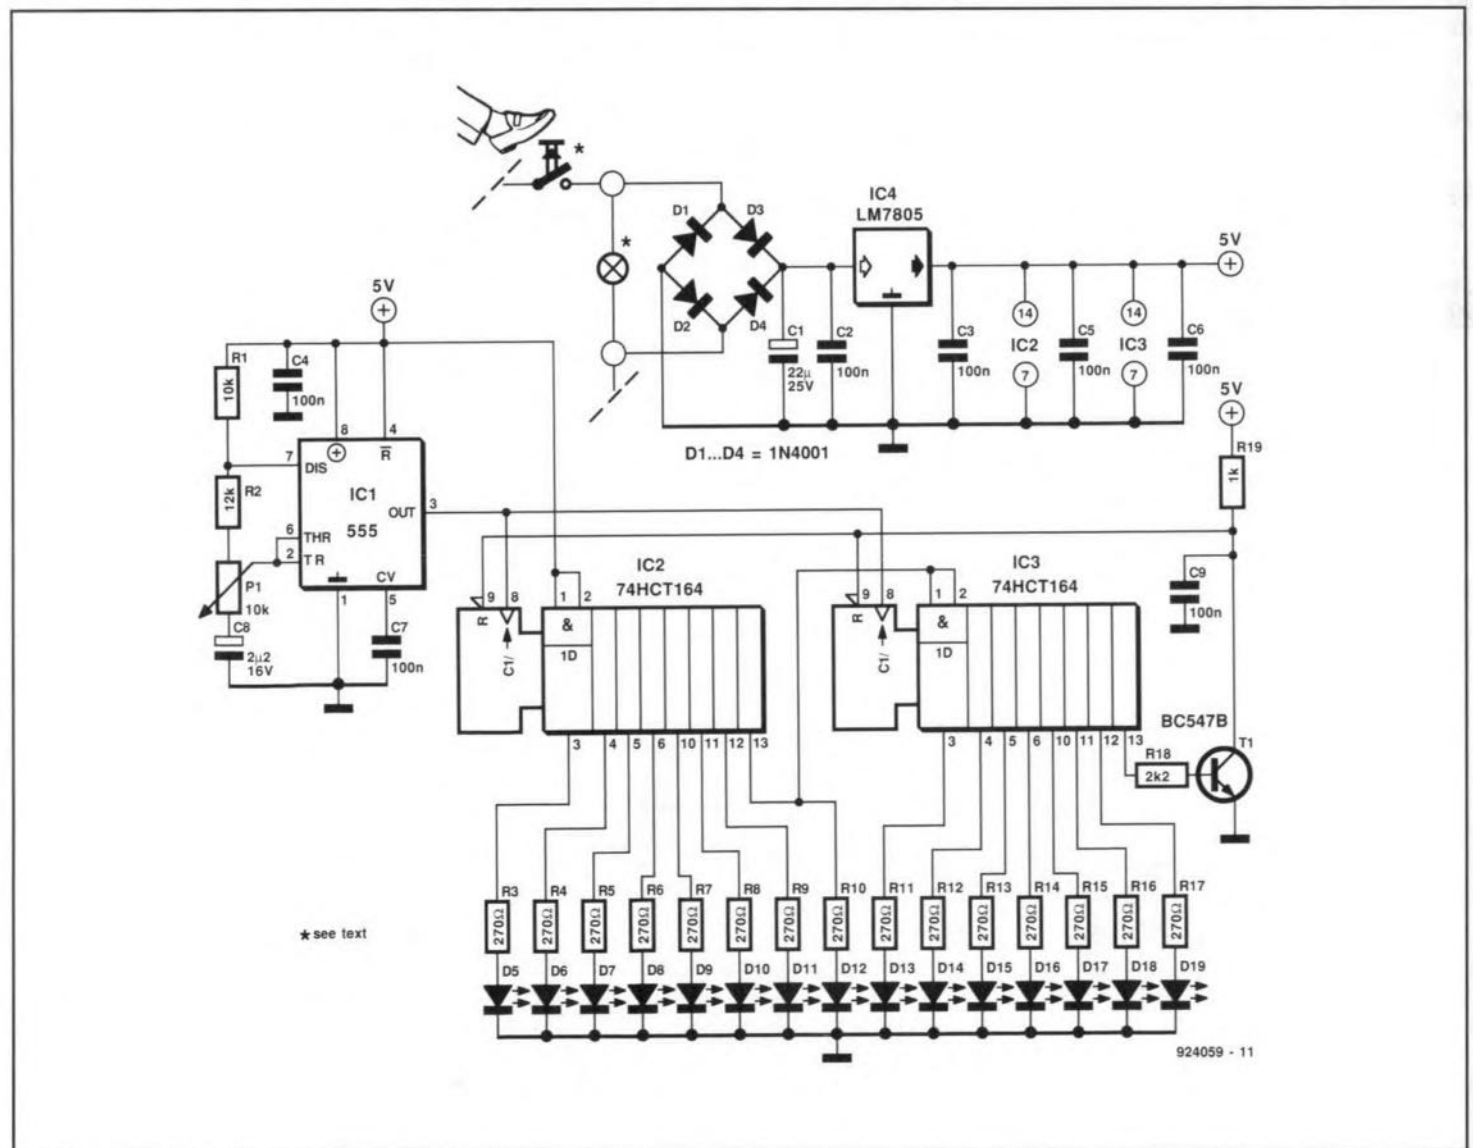 *
*
D1
D3
D2
D4
IC4
LM7805
5V
+
C1
22µ
25V
C2
100n
C3
100n
14
IC2
7
C5
100n
14
IC3
7
C6
100n
D1...D4 = 1N4001
5V
+
R1
10k
C4
100n
R2
12k
P1
10k
C8
2µ2
16V
8
+
4
R̅
7
DIS
IC1
555
OUT
3
6
THR
2
TR
CV
1
5
C7
100n
5V
+
R19
1k
C9
100n
IC2
74HCT164
9
8
R
C1/
1
2
&
1D
3
4
5
6
10
11
12
13
IC3
74HCT164
9
8
R
C1/
1
2
&
1D
3
4
5
6
10
11
12
13
BC547B
R18
2k2
T1
R3 R4 R5 R6 R7 R8 R9 R10 R11 R12 R13 R14 R15 R16 R17
270Ω 270Ω 270Ω 270Ω 270Ω 270Ω 270Ω 270Ω 270Ω 270Ω 270Ω 270Ω 270Ω 270Ω 270Ω
D5 D6 D7 D8 D9 D10 D11 D12 D13 D14 D15 D16 D17 D18 D19
* see text
924059 - 11